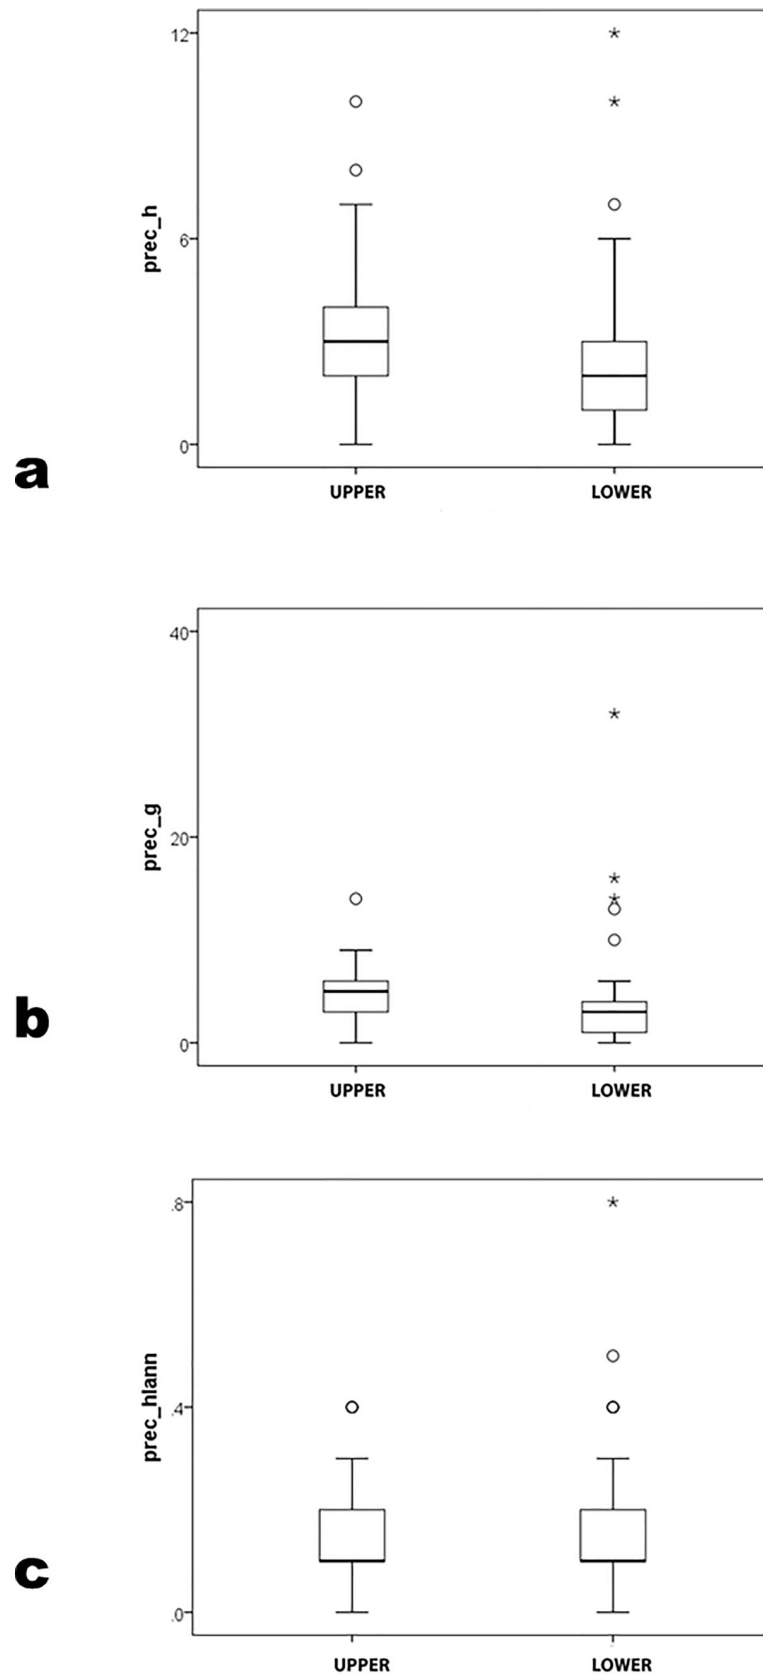 12
6
0
prec_h
UPPER LOWER
a
40
20
0
prec_g
UPPER LOWER
b
.8
.4
.0
prec_hlann
UPPER LOWER
c